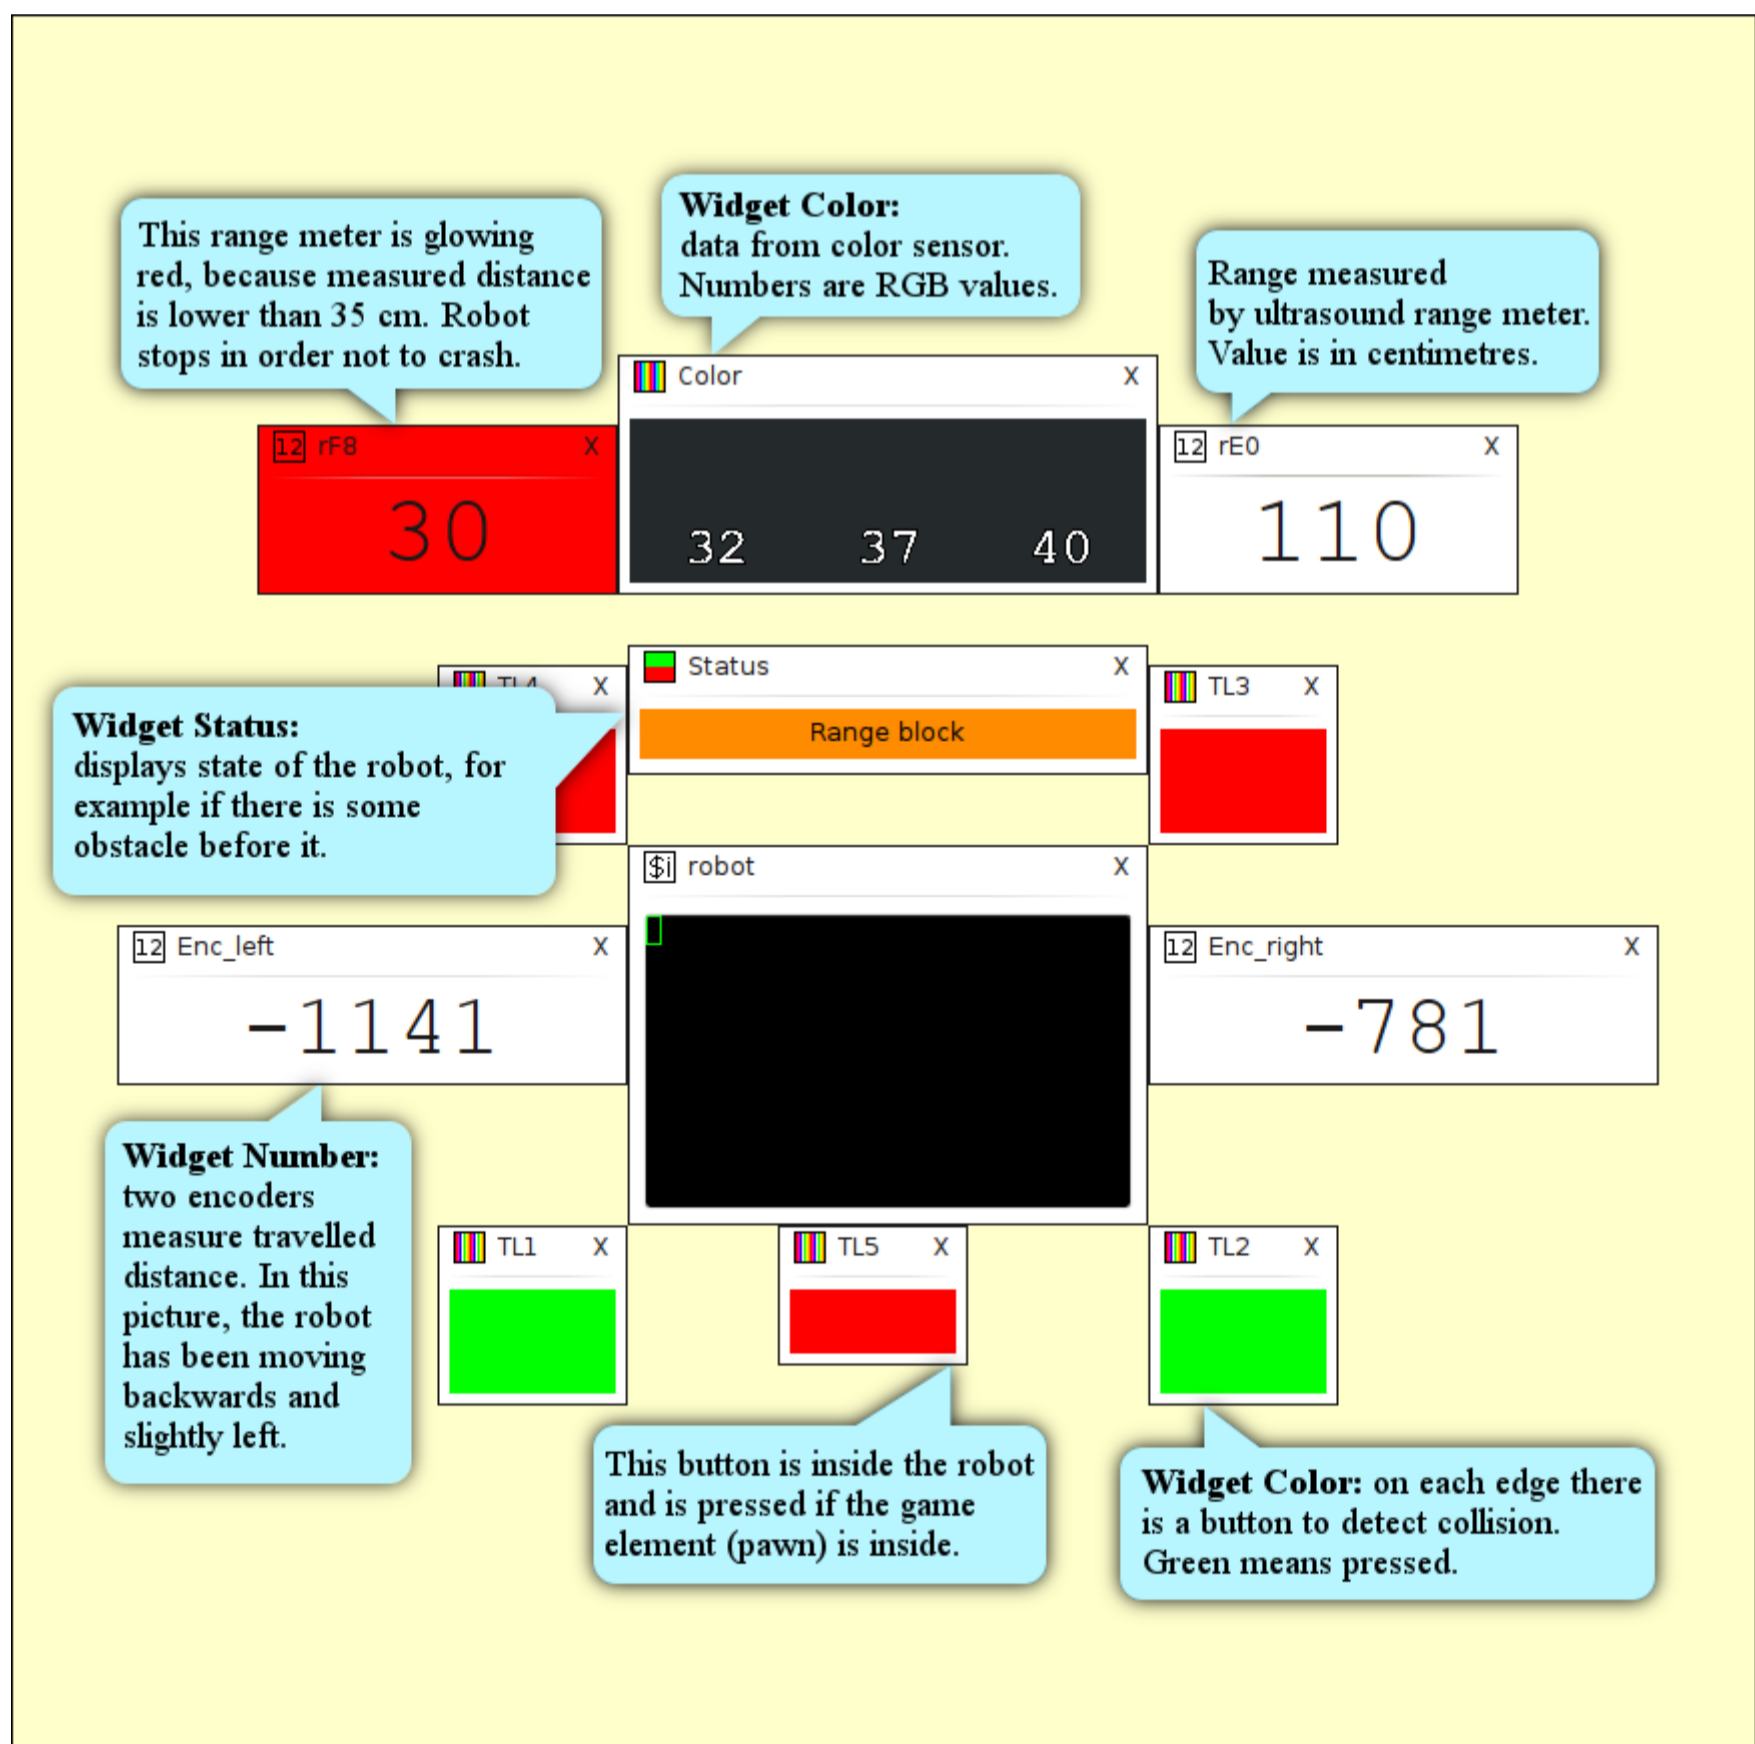 This range meter is glowing
red, because measured distance
is lower than 35 cm. Robot
stops in order not to crash.
Widget Color:
data from color sensor.
Numbers are RGB values.
Range measured
by ultrasound range meter.
Value is in centimetres.
12 rF8 X
30
Color X
32 37 40
12 rE0 X
110
TL4 X
Status X
Range block
TL3 X
Widget Status:
displays state of the robot, for
example if there is some
obstacle before it.
$i robot X
12 Enc_left X
-1141
12 Enc_right X
-781
Widget Number:
two encoders
measure travelled
distance. In this
picture, the robot
has been moving
backwards and
slightly left.
TL1 X
TL5 X
TL2 X
This button is inside the robot
and is pressed if the game
element (pawn) is inside.
Widget Color: on each edge there
is a button to detect collision.
Green means pressed.